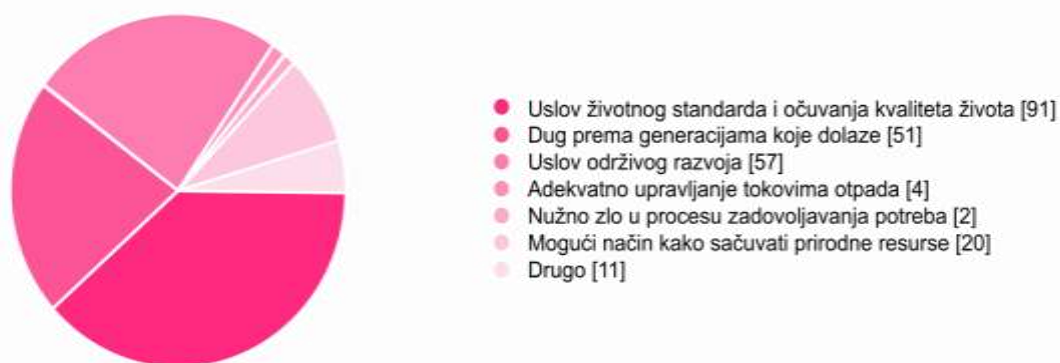 Uslov životnog standarda i očuvanja kvaliteta života [91]
Dug prema generacijama koje dolaze [51]
Uslov održivog razvoja [57]
Adekvatno upravljanje tokovima otpada [4]
Nužno zlo u procesu zadovoljavanja potreba [2]
Mogući način kako sačuvati prirodne resurse [20]
Drugo [11]